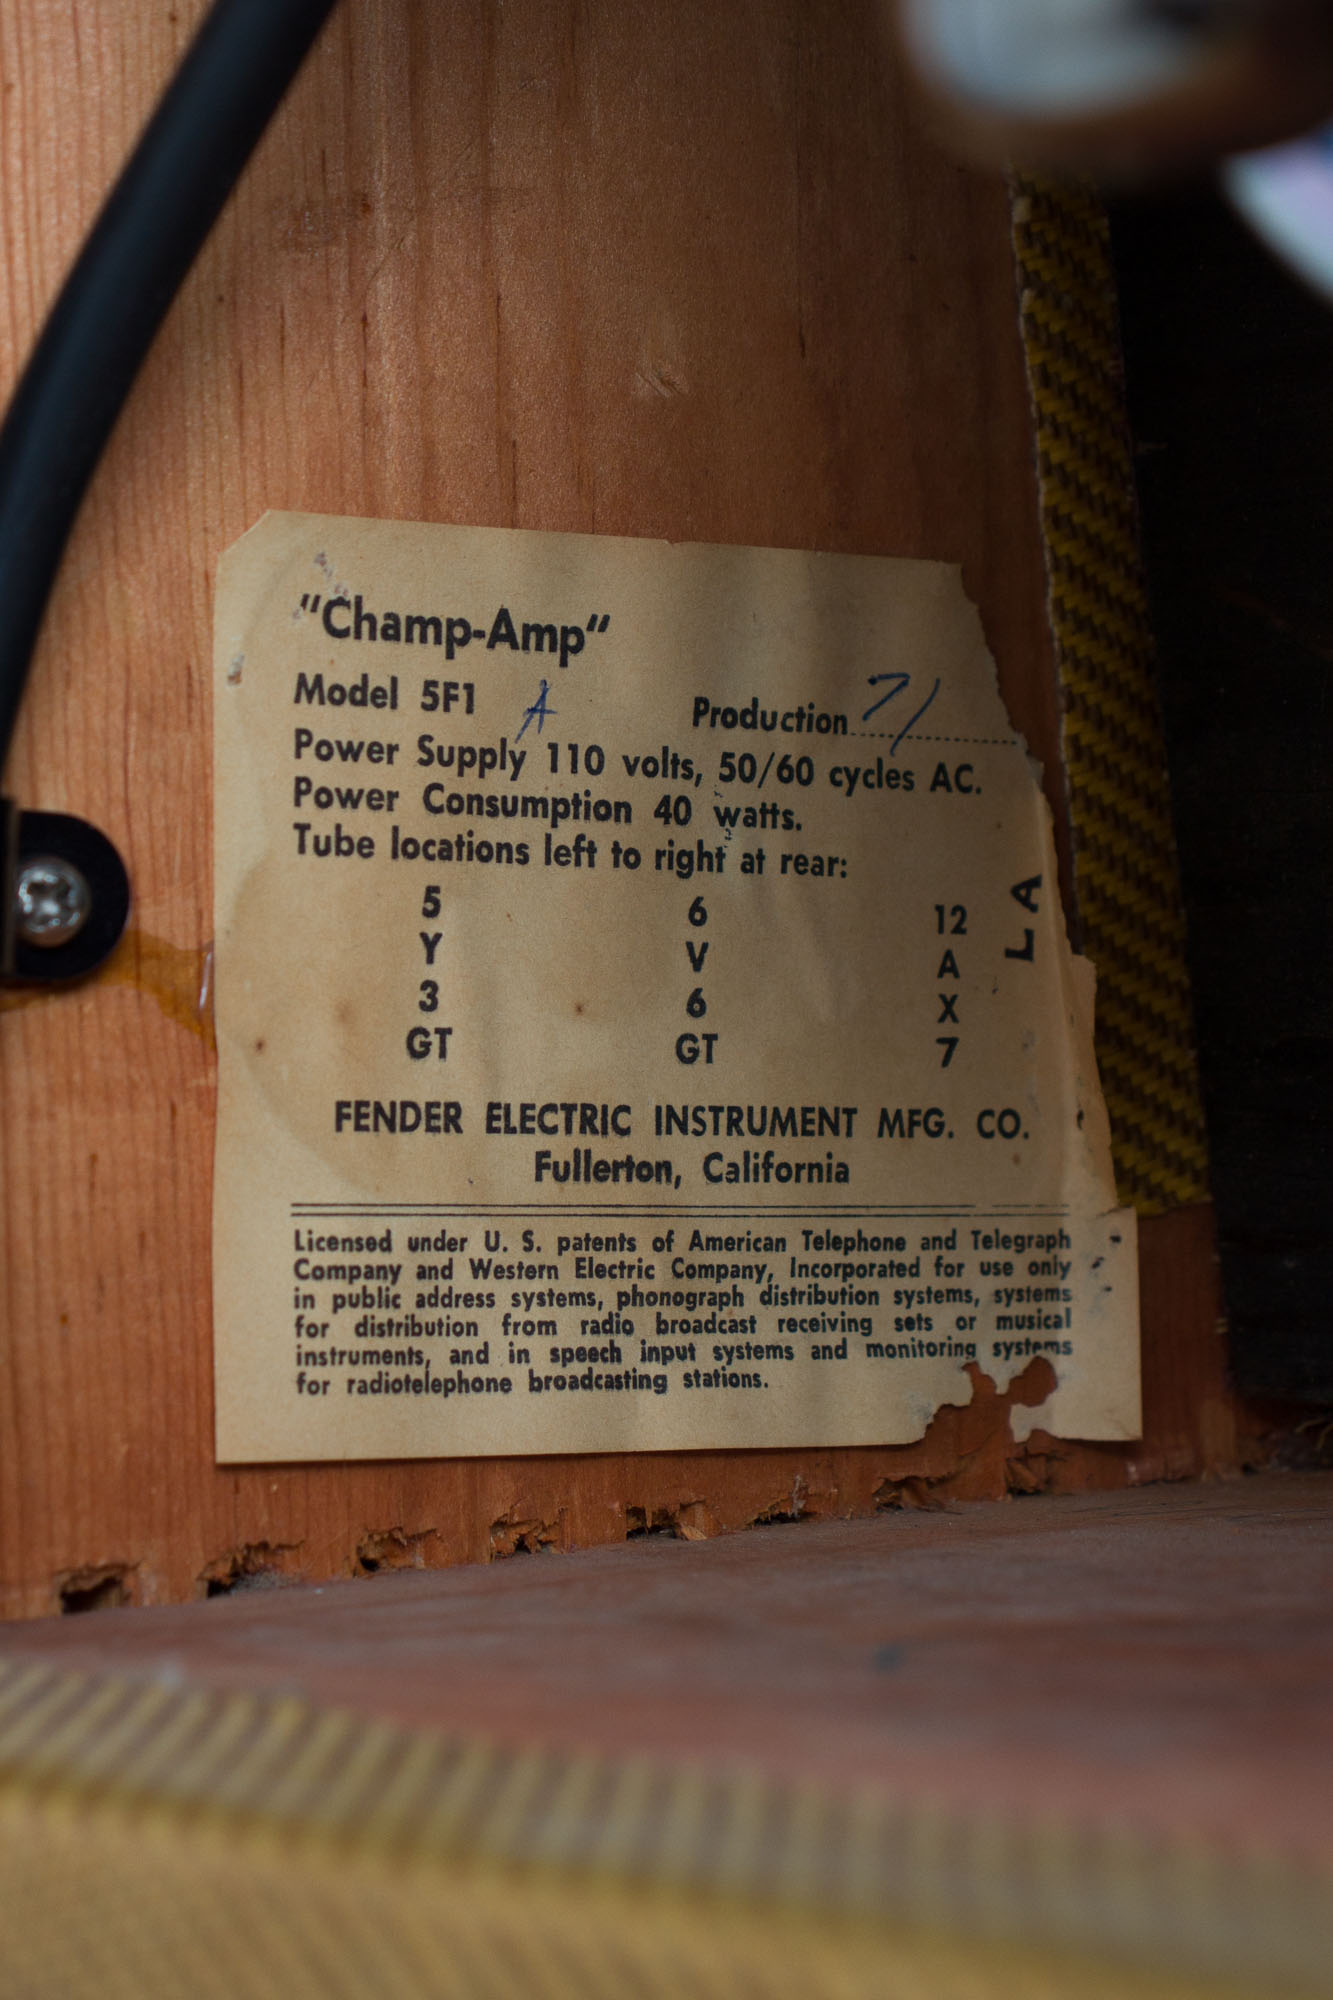 "Champ-Amp"
Model 5F1 A Production 71
Power Supply 110 volts, 50/60 cycles AC.
Power Consumption 40 watts.
Tube locations left to right at rear:
5 6 12
Y V A
3 6 X
GT GT 7
LA
FENDER ELECTRIC INSTRUMENT MFG. CO.
Fullerton, California
Licensed under U. S. patents of American Telephone and Telegraph
Company and Western Electric Company, Incorporated for use only
in public address systems, phonograph distribution systems, systems
for distribution from radio broadcast receiving sets or musical
instruments, and in speech input systems and monitoring systems
for radiotelephone broadcasting stations.